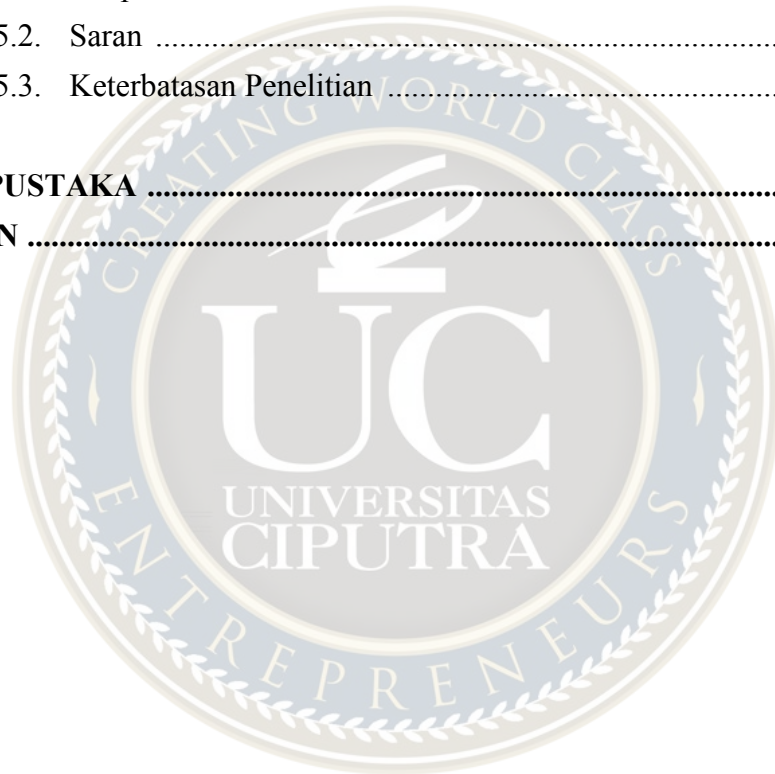 5.2. Saran ........................................................................
5.3. Keterbatasan Penelitian ........................................................
PUSTAKA ........................................................................
N ........................................................................
CREATING WORLD CLASS
UC
UNIVERSITAS
CIPUTRA
ENTREPRENEURS